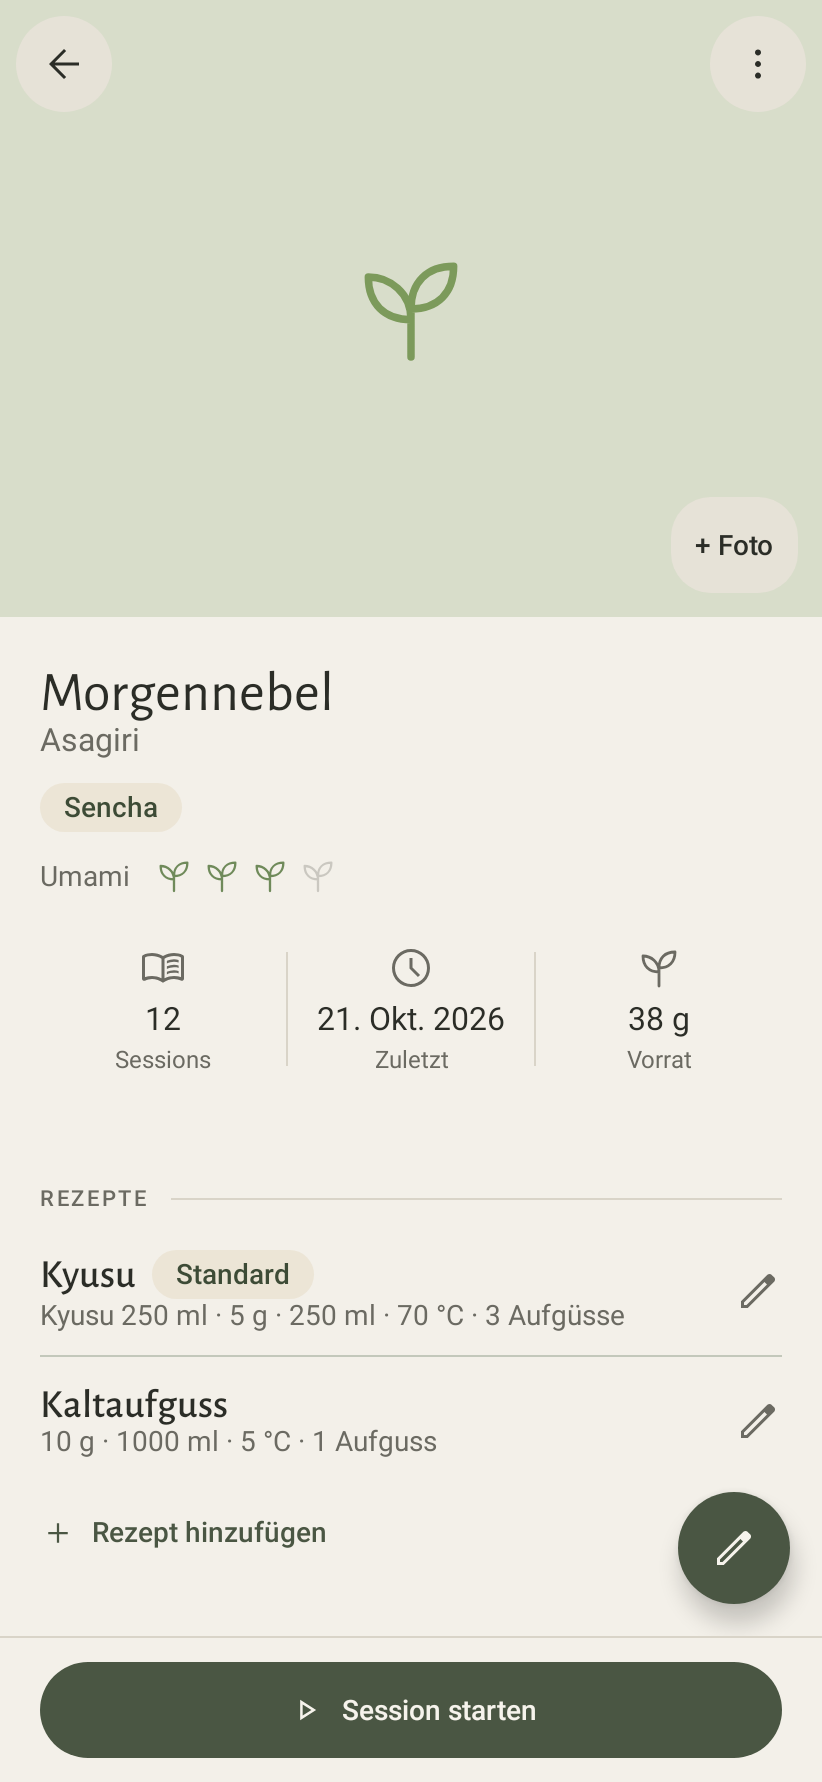 + Foto
Morgennebel
Asagiri
Sencha
Umami
12
Sessions
21. Okt. 2026
Zuletzt
38 g
Vorrat
REZEPTE
Kyusu Standard
Kyusu 250 ml · 5 g · 250 ml · 70 °C · 3 Aufgüsse
Kaltaufguss
10 g · 1000 ml · 5 °C · 1 Aufguss
+ Rezept hinzufügen
Session starten